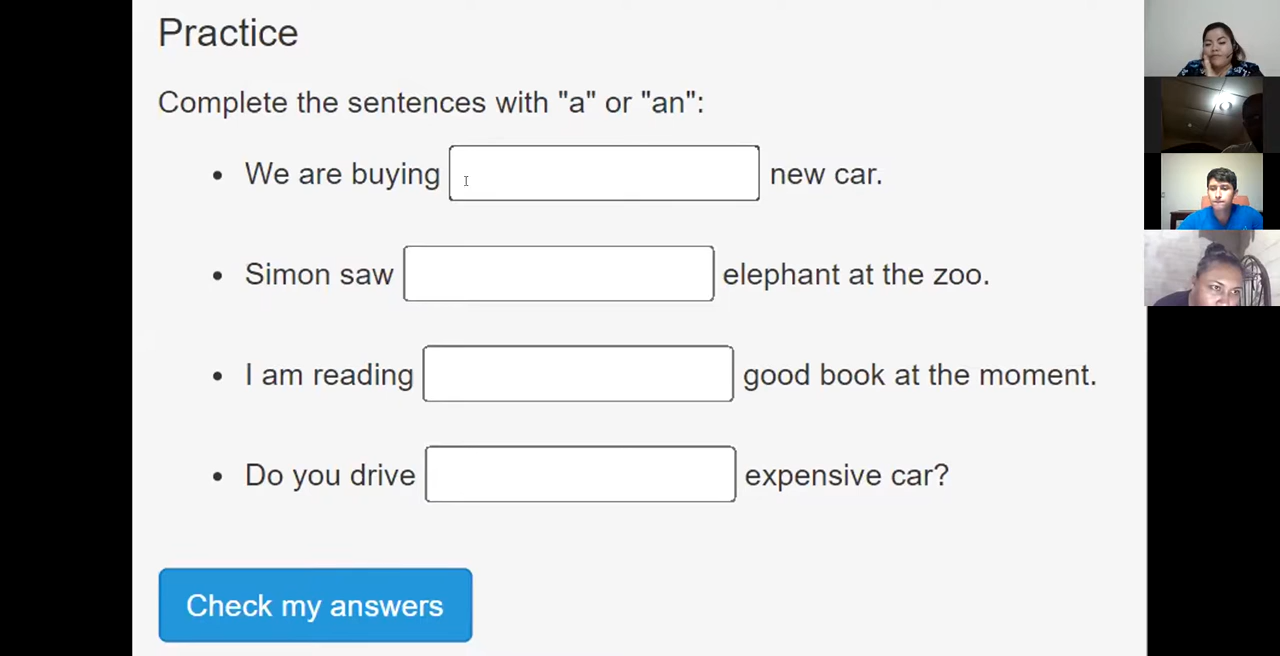 Practice
Complete the sentences with "a" or "an":
• We are buying new car.
• Simon saw elephant at the zoo.
• I am reading good book at the moment.
• Do you drive expensive car?
Check my answers